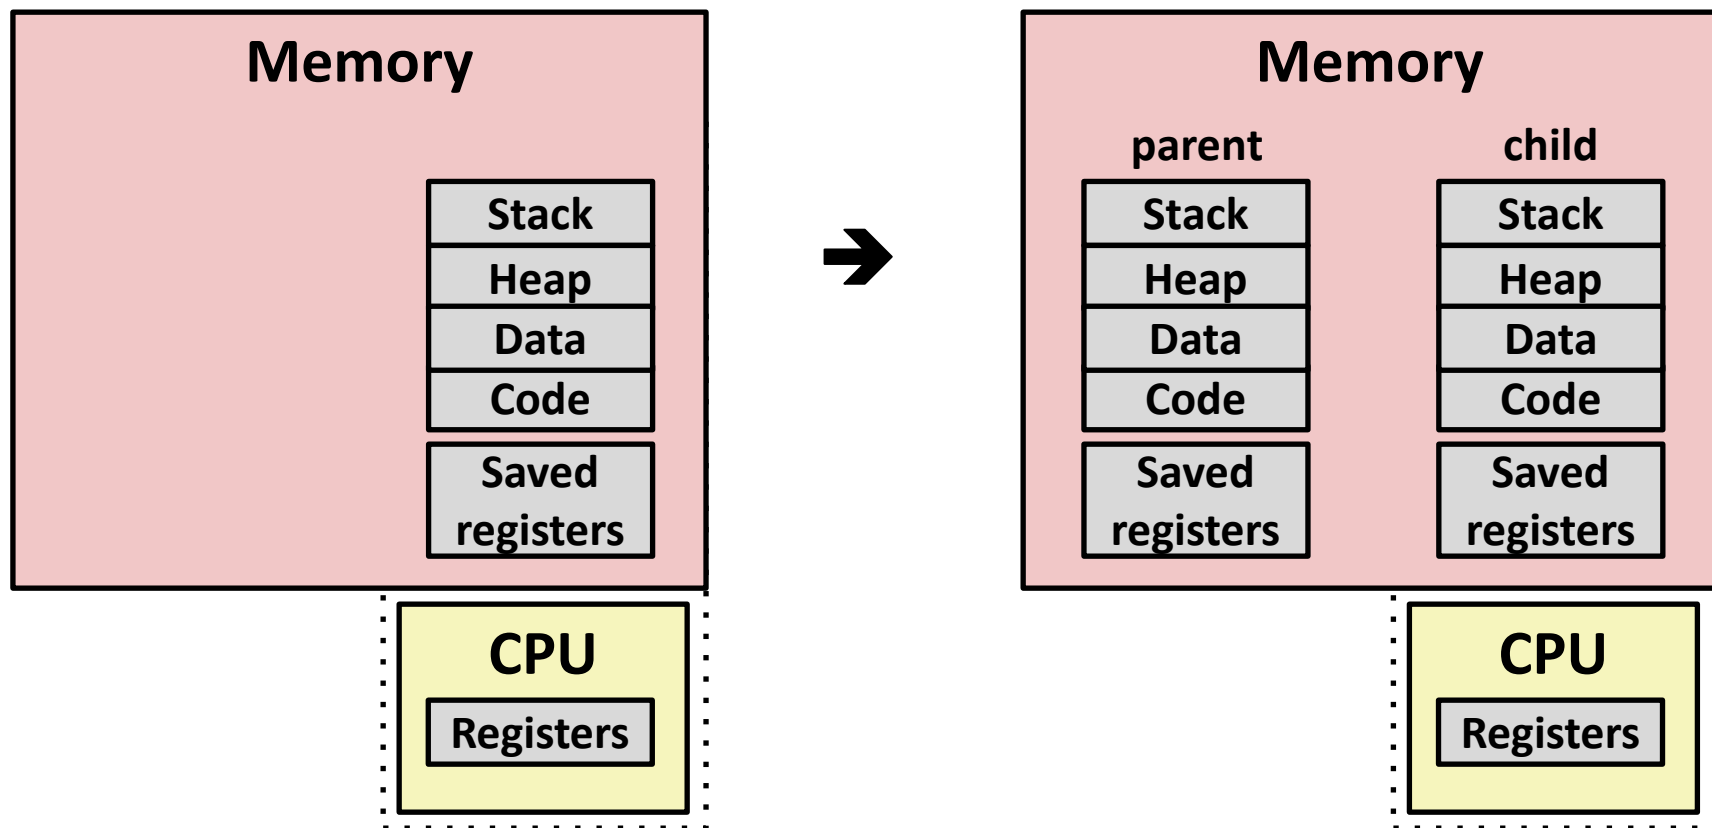 Memory
Stack
Heap
Data
Code
Saved
registers
CPU
Registers
➔
Memory
parent
child
Stack
Heap
Data
Code
Saved
registers
Stack
Heap
Data
Code
Saved
registers
CPU
Registers